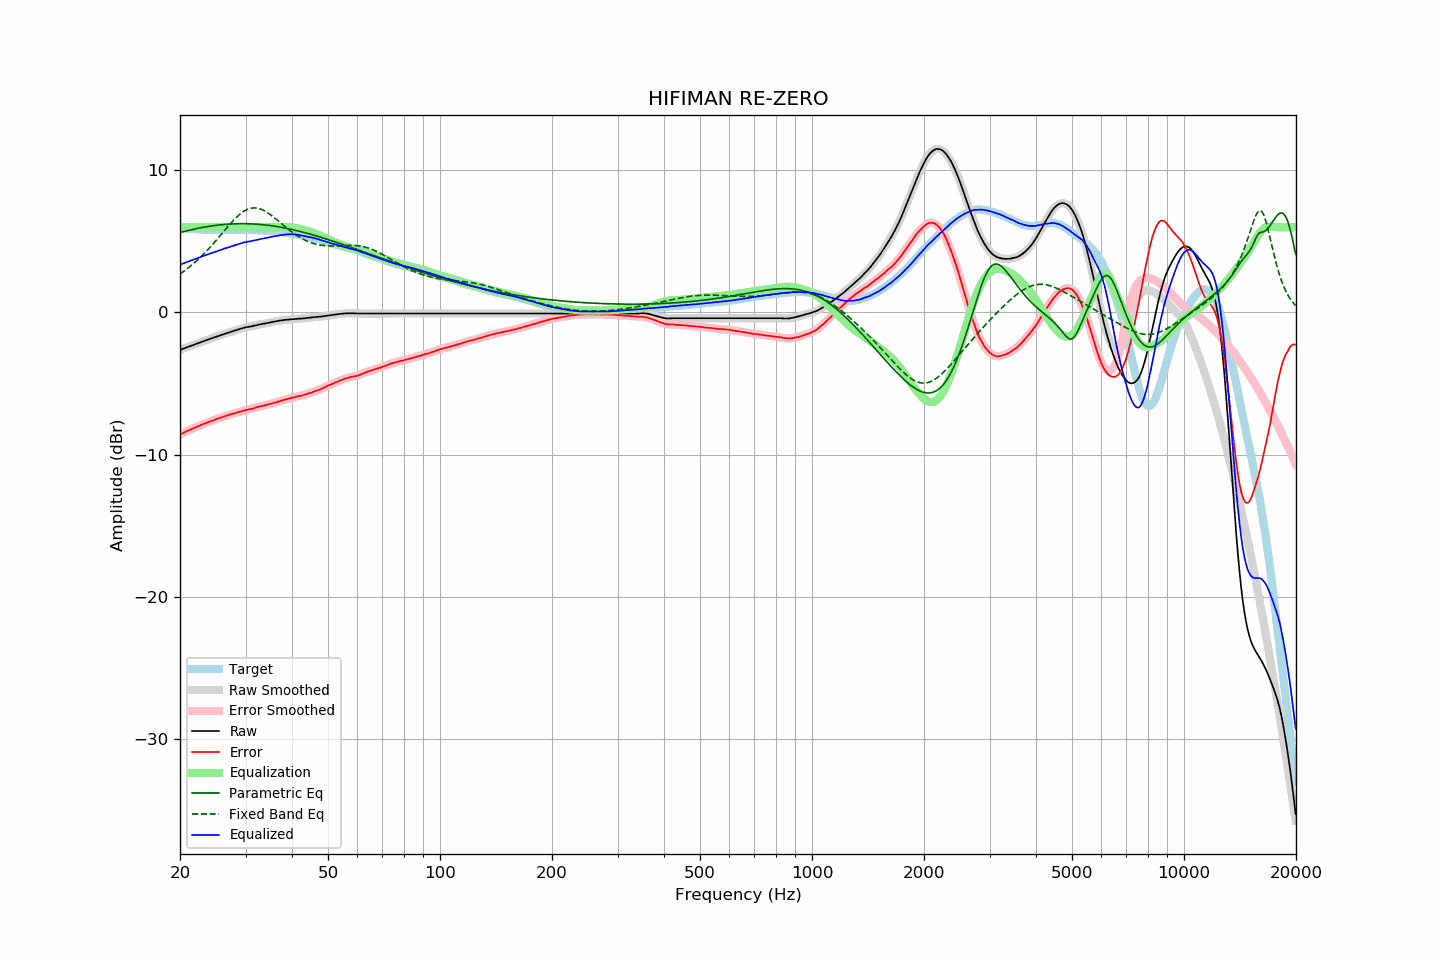 HIFIMAN RE-ZERO
Amplitude (dBr)
10
0
−10
−20
−30
Target
Raw Smoothed
Error Smoothed
Raw
Error
Equalization
Parametric Eq
Fixed Band Eq
Equalized
20 50 100 200 500 1000 2000 5000 10000 20000
Frequency (Hz)